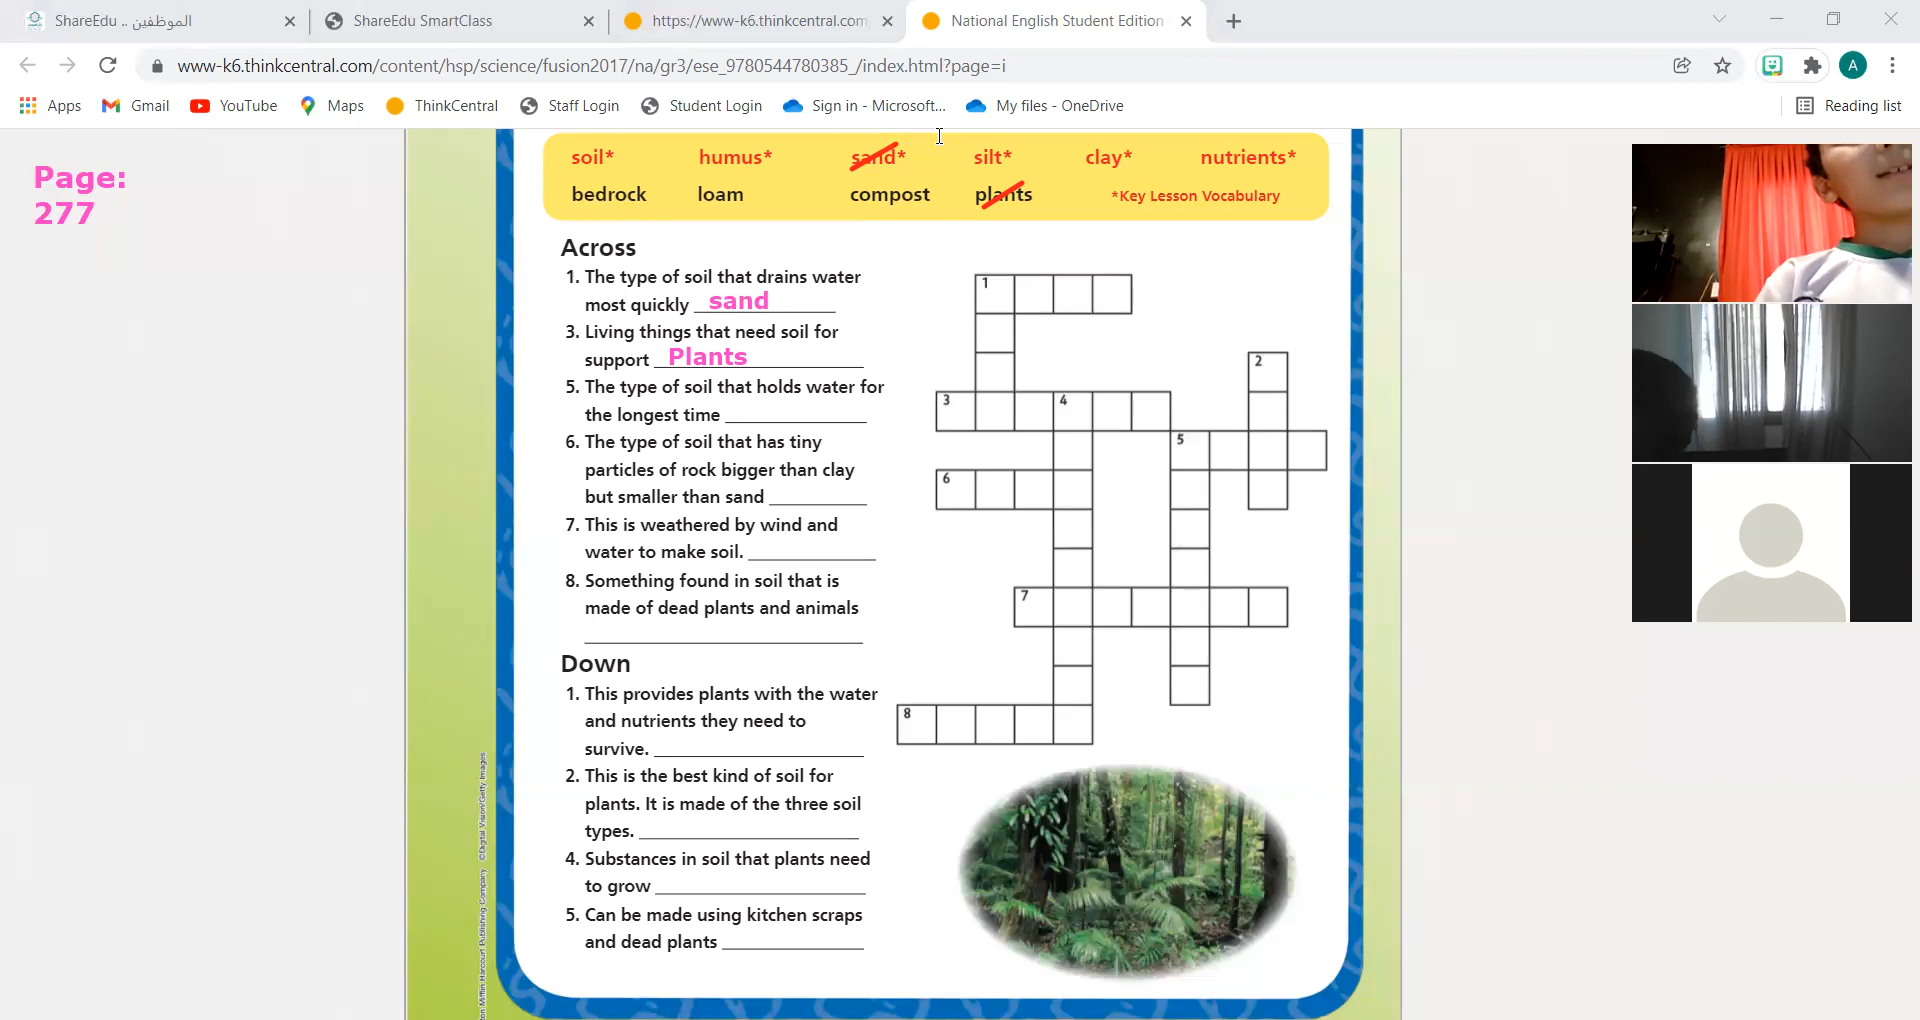 ShareEdu .. الموظفين
ShareEdu SmartClass
https://www-k6.thinkcentral.com
National English Student Edition
www-k6.thinkcentral.com/content/hsp/science/fusion2017/na/gr3/ese_9780544780385_/index.html?page=i
A
Apps
Gmail
YouTube
Maps
ThinkCentral
Staff Login
Student Login
Sign in - Microsoft...
My files - OneDrive
Reading list
Page:
277
soil* humus* sand* silt* clay* nutrients*
bedrock loam compost plants *Key Lesson Vocabulary
Across
1. The type of soil that drains water
most quickly sand
3. Living things that need soil for
support Plants
5. The type of soil that holds water for
the longest time
6. The type of soil that has tiny
particles of rock bigger than clay
but smaller than sand
7. This is weathered by wind and
water to make soil.
8. Something found in soil that is
made of dead plants and animals
Down
1. This provides plants with the water
and nutrients they need to
survive.
2. This is the best kind of soil for
plants. It is made of the three soil
types.
4. Substances in soil that plants need
to grow
5. Can be made using kitchen scraps
and dead plants
1
2
3 4
5
6
7
8
Mifflin Harcourt Publishing Company ©Digital Vision/Getty Images